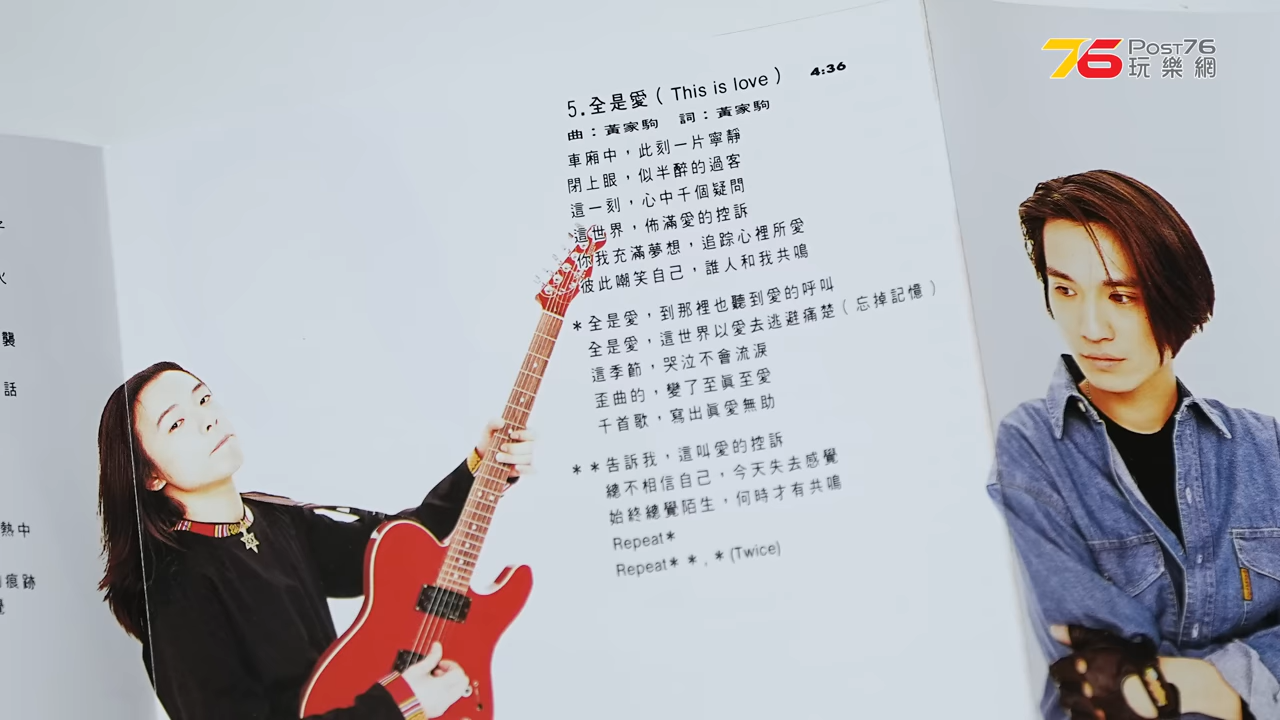 76 POST76
玩樂網
5.全是愛(This is love) 4:36
曲:黃家駒 詞:黃家駒
車廂中,此刻一片寧靜
閉上眼,似半醉的過客
這一刻,心中千個疑問
這世界,佈滿愛的控訴
你我充滿夢想,追踪心裡所愛
彼此嘲笑自己,誰人和我共鳴
*全是愛,到那裡也聽到愛的呼叫
全是愛,這世界以愛去逃避痛楚(忘掉記憶)
這季節,哭泣不會流淚
歪曲的,變了至眞至愛
千首歌,寫出眞愛無助
**告訴我,這叫愛的控訴
總不相信自己,今天失去感覺
始終總覺陌生,何時才有共鳴
Repeat*
Repeat**,*(Twice)
火
襲
話
熱中
痕跡